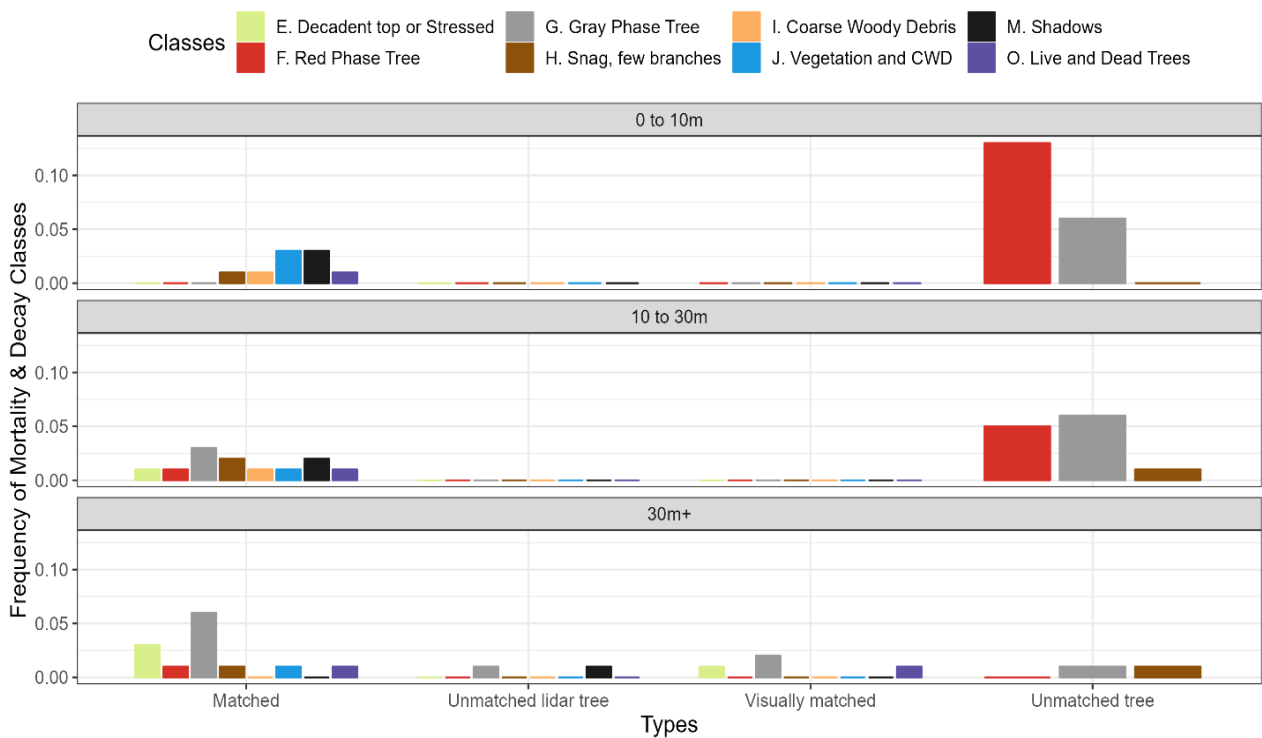 Classes
E. Decadent top or Stressed
G. Gray Phase Tree
I. Coarse Woody Debris
M. Shadows
F. Red Phase Tree
H. Snag, few branches
J. Vegetation and CWD
O. Live and Dead Trees
Frequency of Mortality & Decay Classes
0 to 10m
0.10
0.05
0.00
10 to 30m
0.10
0.05
0.00
30m+
0.10
0.05
0.00
Matched
Unmatched lidar tree
Visually matched
Unmatched tree
Types